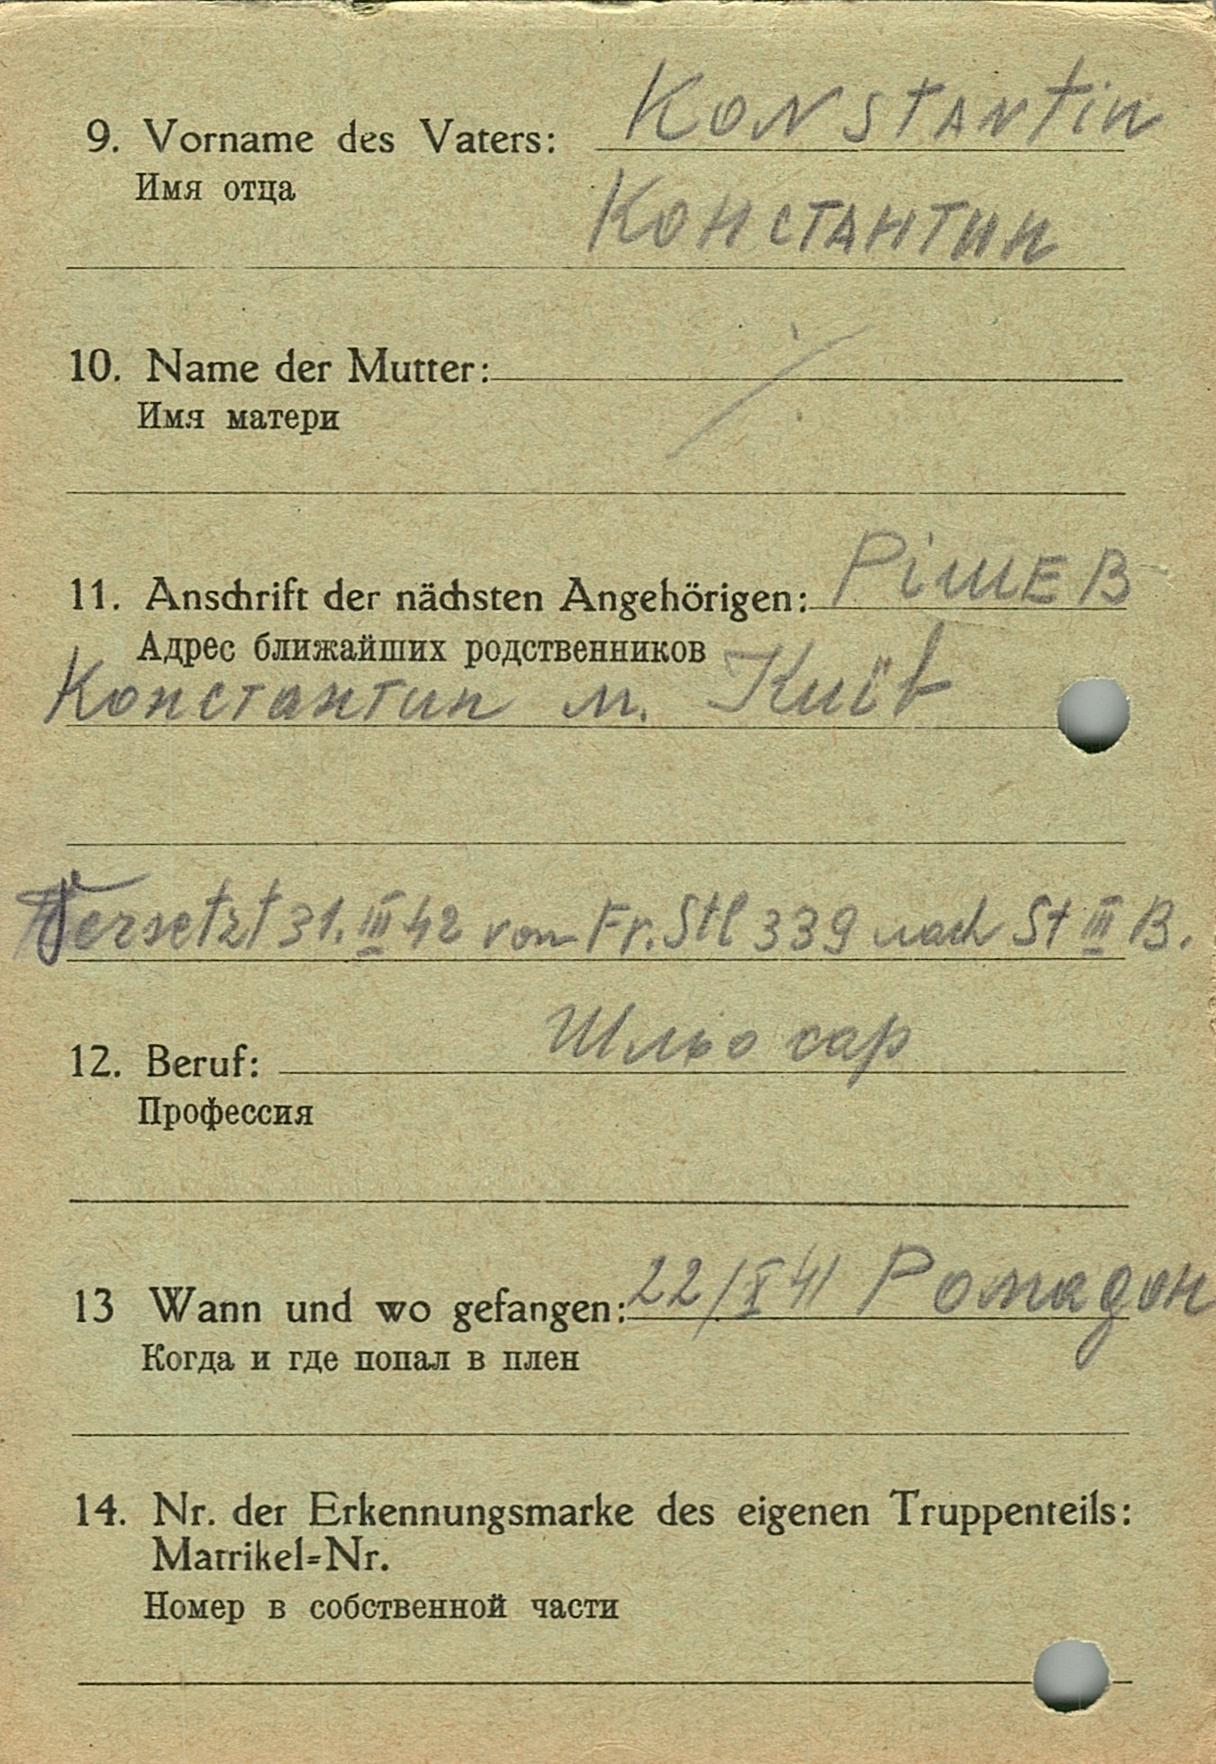 9. Vorname des Vaters: Konstantin
Имя отца
Константин
10. Name der Mutter: ⁒
Имя матери
11. Anschrift der nächsten Angehörigen: Рішев
Адрес ближайших родственников
Константин м. Київ
Versetzt 31. III 42 von Fr. Stl 339 nach St III B.
12. Beruf: Шльосар
Профессия
13 Wann und wo gefangen: 22/X 41 Ромадон
Когда и где попал в плен
14. Nr. der Erkennungsmarke des eigenen Truppenteils:
Matrikel=Nr.
Номер в собственной части